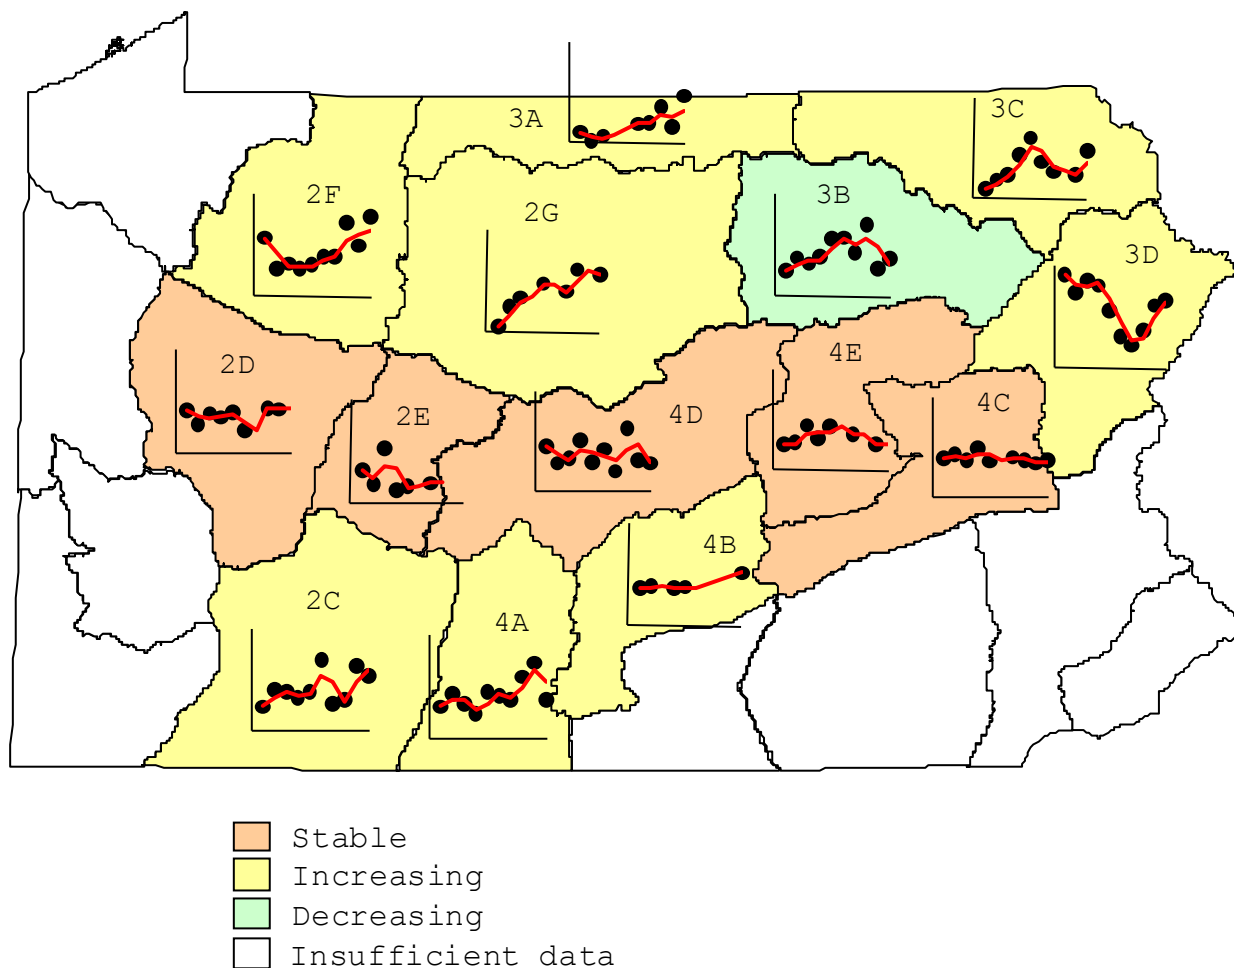 3A
3C
2F
2G
3B
3D
2D
2E
4D
4E
4C
4B
2C
4A
Stable
Increasing
Decreasing
Insufficient data